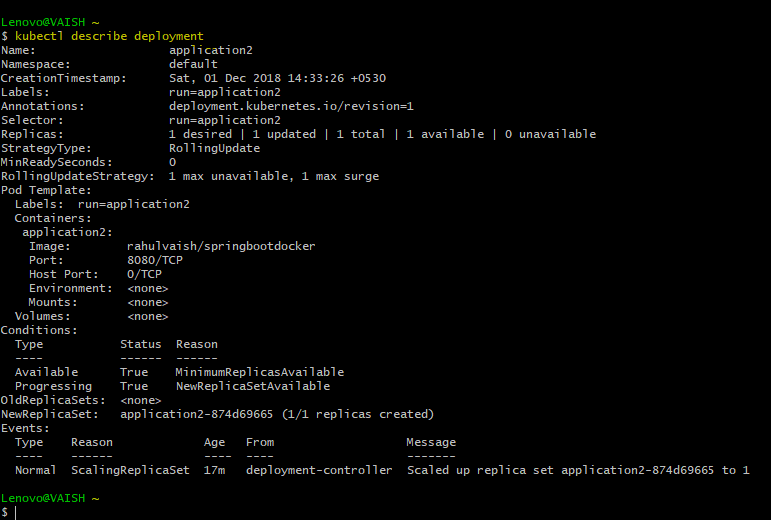 Lenovo@VAISH ~
$ kubectl describe deployment
Name:                   application2
Namespace:              default
CreationTimestamp:      Sat, 01 Dec 2018 14:33:26 +0530
Labels:                 run=application2
Annotations:            deployment.kubernetes.io/revision=1
Selector:               run=application2
Replicas:               1 desired | 1 updated | 1 total | 1 available | 0 unavailable
StrategyType:           RollingUpdate
MinReadySeconds:        0
RollingUpdateStrategy:  1 max unavailable, 1 max surge
Pod Template:
  Labels:  run=application2
  Containers:
   application2:
    Image:        rahulvaish/springbootdocker
    Port:         8080/TCP
    Host Port:    0/TCP
    Environment:  <none>
    Mounts:       <none>
  Volumes:        <none>
Conditions:
  Type           Status  Reason
  ----           ------  ------
  Available      True    MinimumReplicasAvailable
  Progressing    True    NewReplicaSetAvailable
OldReplicaSets:  <none>
NewReplicaSet:   application2-874d69665 (1/1 replicas created)
Events:
  Type    Reason             Age   From                   Message
  ----    ------             ----  ----                   -------
  Normal  ScalingReplicaSet  17m   deployment-controller  Scaled up replica set application2-874d69665 to 1
Lenovo@VAISH ~
$